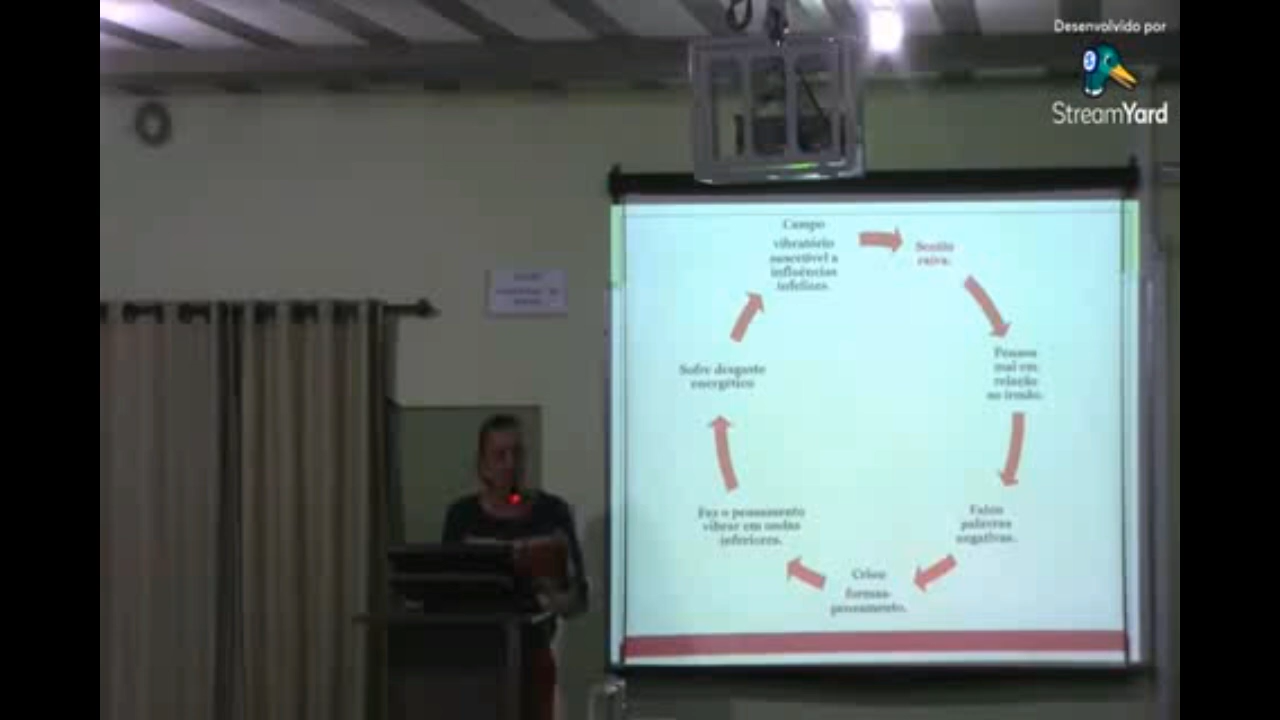 Desenvolvido por
StreamYard
Campo
vibratório
suscetível a
influências
infelizes.
Sentiu
raiva.
Pensou
mal em
relação
ao irmão.
Falou
palavras
negativas.
Criou
formas-
pensamento.
Fez o pensamento
vibrar em ondas
inferiores.
Sofre desgaste
energético